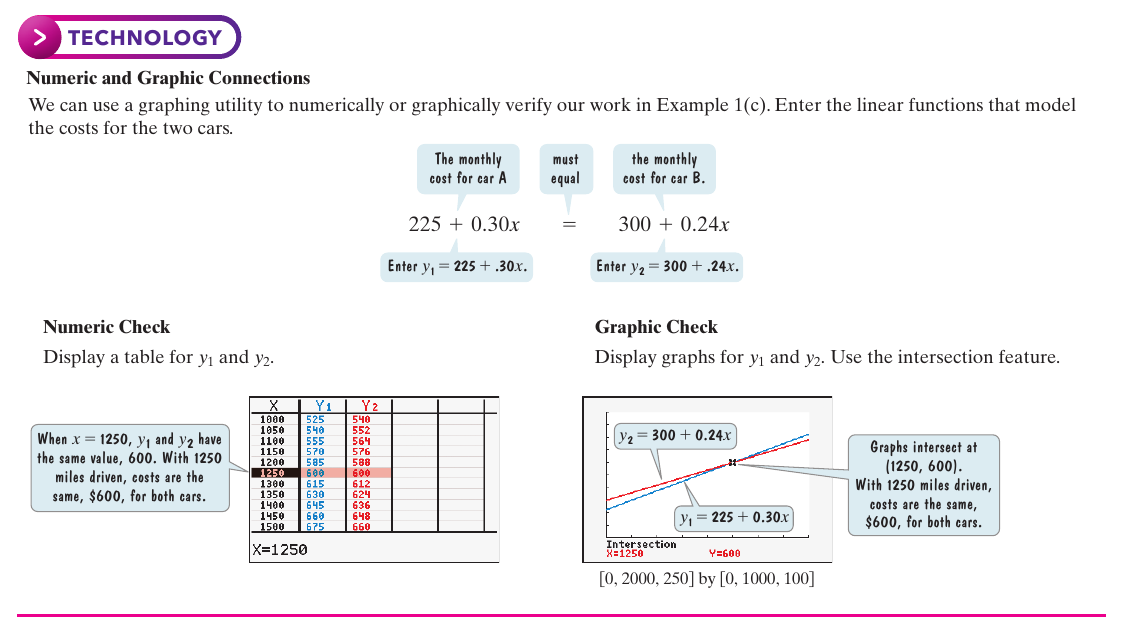 TECHNOLOGY
Numeric and Graphic Connections
We can use a graphing utility to numerically or graphically verify our work in Example 1(c). Enter the linear functions that model
the costs for the two cars.
The monthly
cost for car A
must
equal
the monthly
cost for car B.
225 + 0.30x = 300 + 0.24x
Enter y₁ = 225 + .30x.
Enter y₂ = 300 + .24x.
Numeric Check
Display a table for y₁ and y₂.
When x = 1250, y₁ and y₂ have
the same value, 600. With 1250
miles driven, costs are the
same, $600, for both cars.
X Y1 Y2
1000 525 540
1050 540 552
1100 555 564
1150 570 576
1200 585 588
1250 600 600
1300 615 612
1350 630 624
1400 645 636
1450 660 648
1500 675 660
X=1250
Graphic Check
Display graphs for y₁ and y₂. Use the intersection feature.
y₂ = 300 + 0.24x
y₁ = 225 + 0.30x
Intersection
X=1250 Y=600
Graphs intersect at
(1250, 600).
With 1250 miles driven,
costs are the same,
$600, for both cars.
[0, 2000, 250] by [0, 1000, 100]